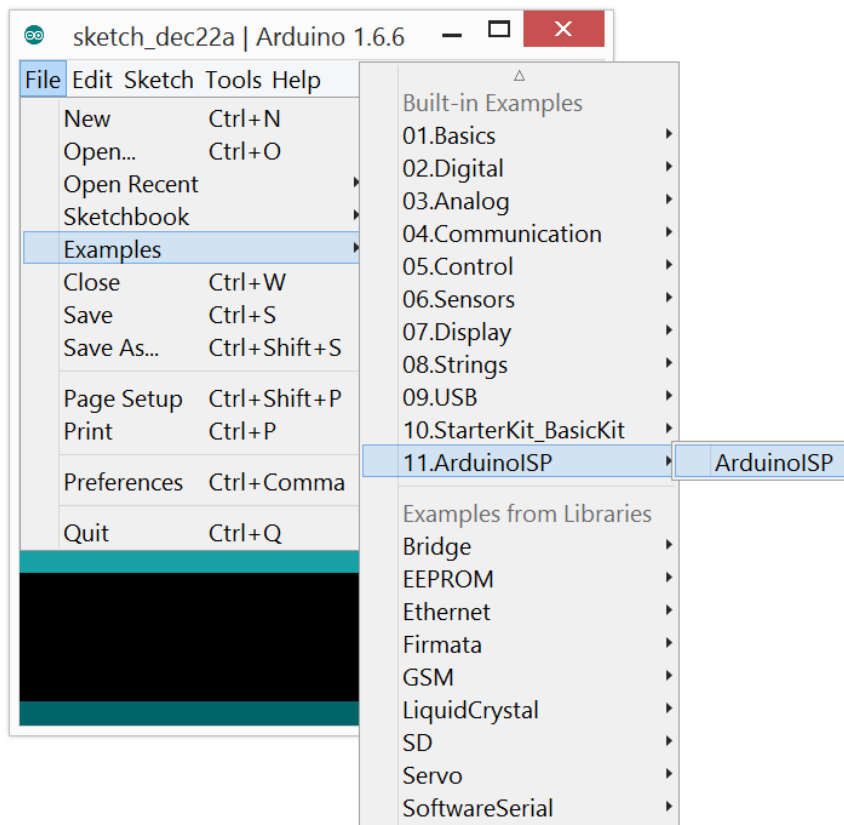 sketch_dec22a | Arduino 1.6.6
File Edit Sketch Tools Help
New Ctrl+N
Open... Ctrl+O
Open Recent
Sketchbook
Examples
Close Ctrl+W
Save Ctrl+S
Save As... Ctrl+Shift+S
Page Setup Ctrl+Shift+P
Print Ctrl+P
Preferences Ctrl+Comma
Quit Ctrl+Q
Built-in Examples
01.Basics
02.Digital
03.Analog
04.Communication
05.Control
06.Sensors
07.Display
08.Strings
09.USB
10.StarterKit_BasicKit
11.ArduinoISP
ArduinoISP
Examples from Libraries
Bridge
EEPROM
Ethernet
Firmata
GSM
LiquidCrystal
SD
Servo
SoftwareSerial